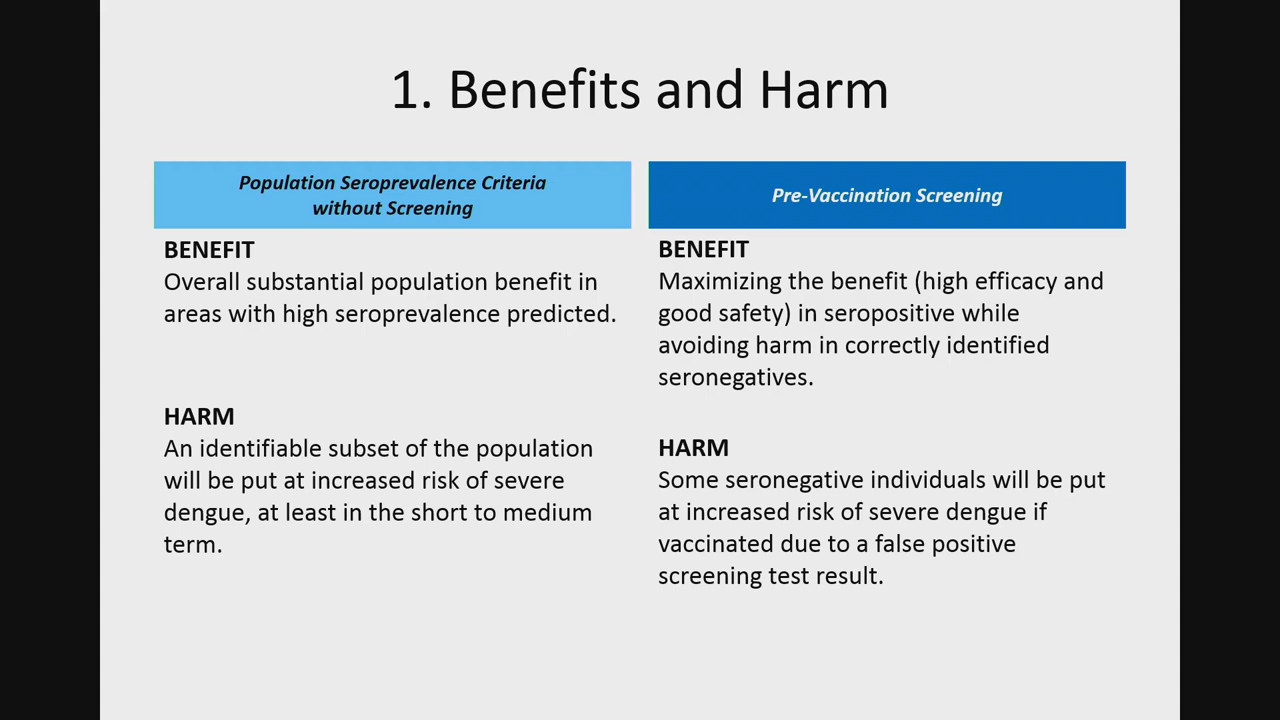 1. Benefits and Harm
Population Seroprevalence Criteria
without Screening
BENEFIT
Overall substantial population benefit in
areas with high seroprevalence predicted.
HARM
An identifiable subset of the population
will be put at increased risk of severe
dengue, at least in the short to medium
term.
Pre-Vaccination Screening
BENEFIT
Maximizing the benefit (high efficacy and
good safety) in seropositive while
avoiding harm in correctly identified
seronegatives.
HARM
Some seronegative individuals will be put
at increased risk of severe dengue if
vaccinated due to a false positive
screening test result.